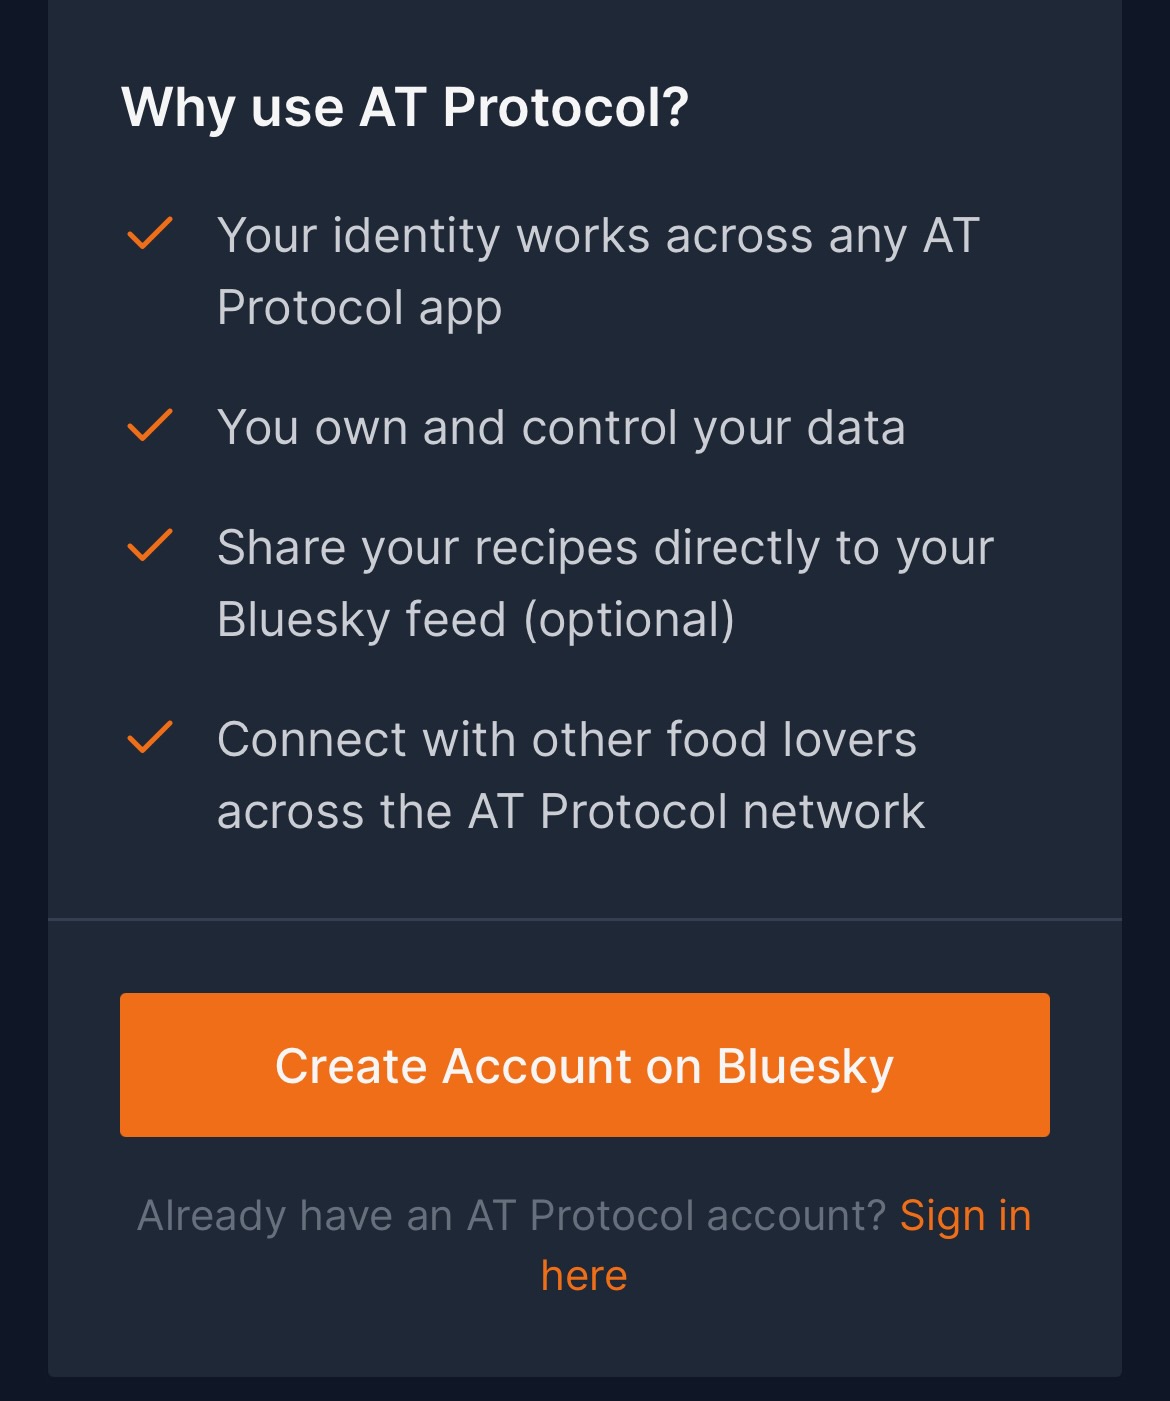 Why use AT Protocol?
Your identity works across any AT
Protocol app
You own and control your data
Share your recipes directly to your
Bluesky feed (optional)
Connect with other food lovers
across the AT Protocol network
Create Account on Bluesky
Already have an AT Protocol account? Sign in
here